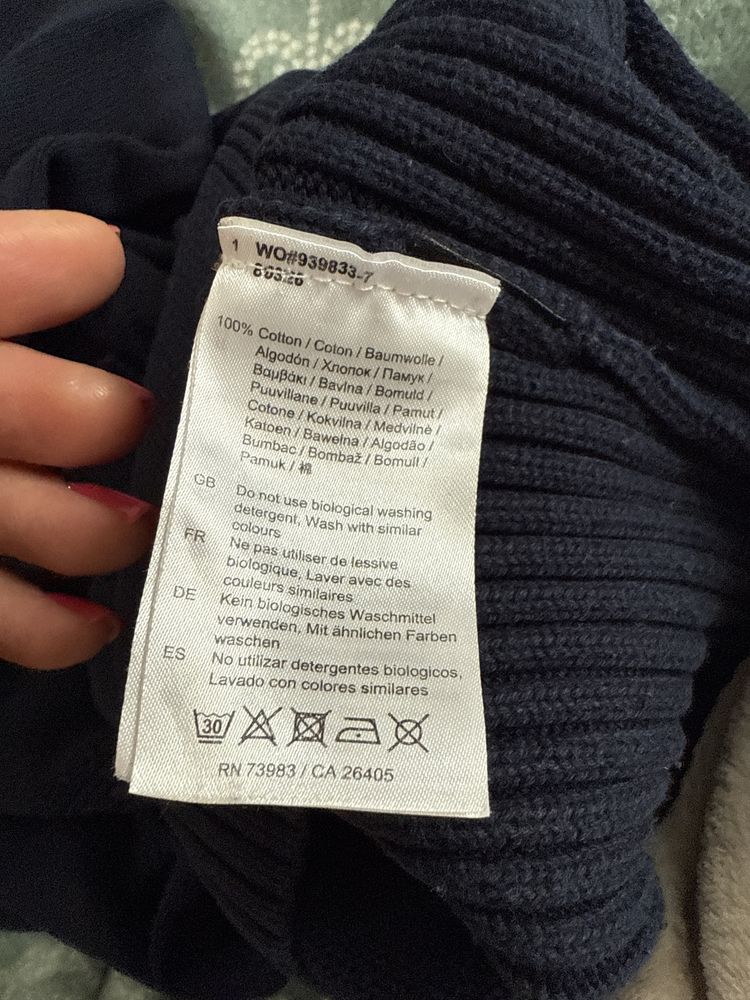 1 WO#939833-7
100% Cotton / Coton / Baumwolle /
Algodón / Хлопок / Памук /
Βαμβάκι / Bavlna / Bomuld /
Puuvillane / Puuvilla / Pamut /
Cotone / Kokvilna / Medvilnė /
Katoen / Bawełna / Algodão /
Bumbac / Bombaž / Bomull /
Pamuk / 棉
GB Do not use biological washing
detergent, Wash with similar
colours
FR Ne pas utiliser de lessive
biologique, Laver avec des
couleurs similaires
DE Kein biologisches Waschmittel
verwenden, Mit ähnlichen Farben
waschen
ES No utilizar detergentes biologicos,
Lavado con colores similares
30
RN 73983 / CA 26405